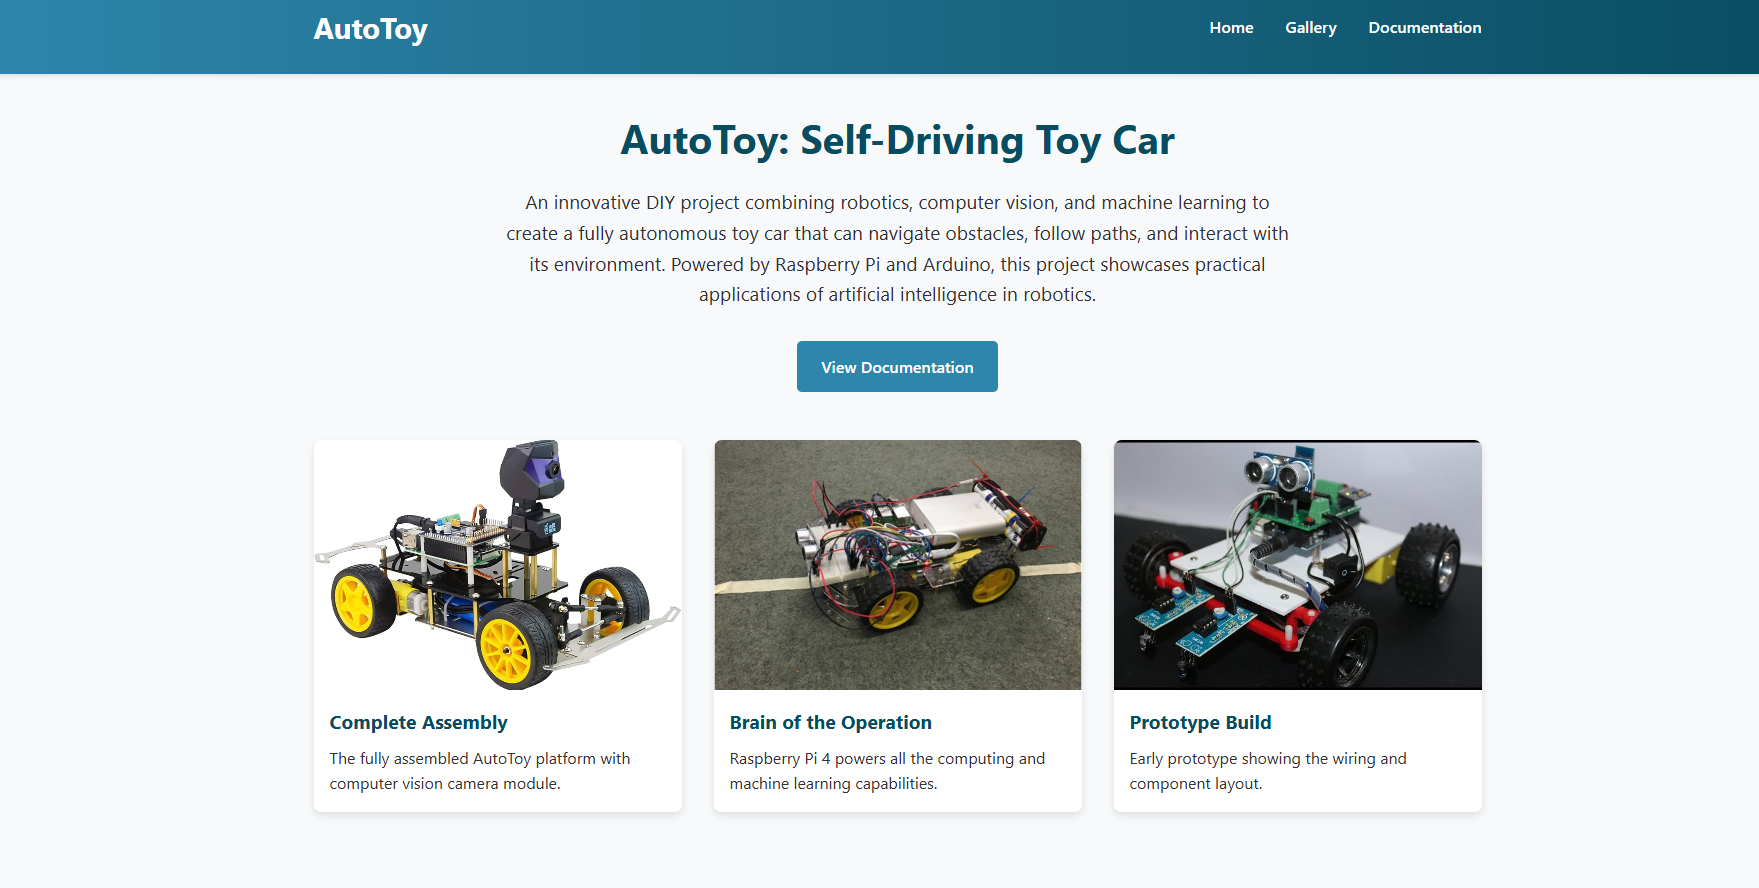 AutoToy
Home Gallery Documentation
AutoToy: Self-Driving Toy Car
An innovative DIY project combining robotics, computer vision, and machine learning to
create a fully autonomous toy car that can navigate obstacles, follow paths, and interact with
its environment. Powered by Raspberry Pi and Arduino, this project showcases practical
applications of artificial intelligence in robotics.
View Documentation
Complete Assembly
The fully assembled AutoToy platform with
computer vision camera module.
Brain of the Operation
Raspberry Pi 4 powers all the computing and
machine learning capabilities.
Prototype Build
Early prototype showing the wiring and
component layout.